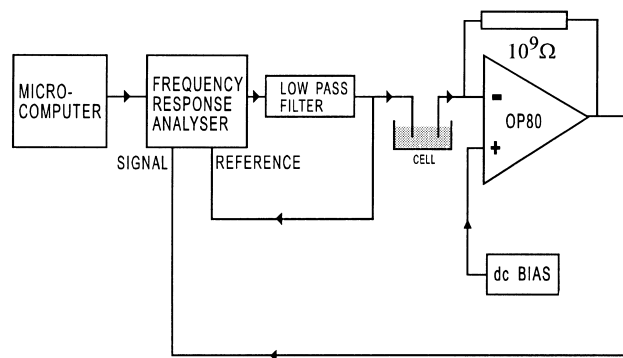 MICRO-
COMPUTER
FREQUENCY
RESPONSE
ANALYSER
LOW PASS
FILTER
10⁹Ω
-
OP80
+
SIGNAL
REFERENCE
CELL
dc BIAS